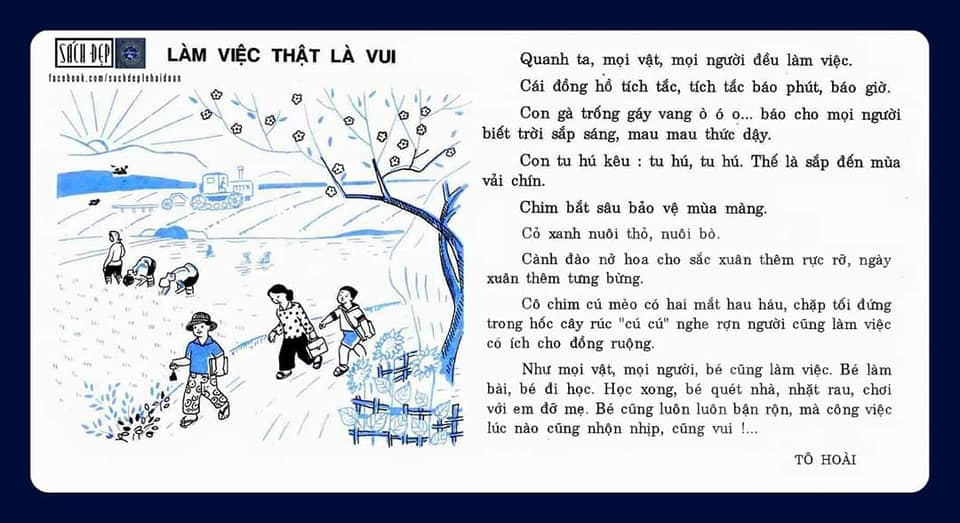 SÁCH ĐẸP
facebook.com/sachdeplehaidoan
LÀM VIỆC THẬT LÀ VUI
Quanh ta, mọi vật, mọi người đều làm việc.
Cái đồng hồ tích tắc, tích tắc báo phút, báo giờ.
Con gà trống gáy vang ò ó o... báo cho mọi người
biết trời sắp sáng, mau mau thức dậy.
Con tu hú kêu : tu hú, tu hú. Thế là sắp đến mùa
vải chín.
Chim bắt sâu bảo vệ mùa màng.
Cỏ xanh nuôi thỏ, nuôi bò.
Cành đào nở hoa cho sắc xuân thêm rực rỡ, ngày
xuân thêm tưng bừng.
Cô chim cú mèo có hai mắt hau háu, chặp tối đứng
trong hốc cây rúc "cú cú" nghe rợn người cũng làm việc
có ích cho đồng ruộng.
Như mọi vật, mọi người, bé cũng làm việc. Bé làm
bài, bé đi học. Học xong, bé quét nhà, nhặt rau, chơi
với em đỡ mẹ. Bé cũng luôn luôn bận rộn, mà công việc
lúc nào cũng nhộn nhịp, cũng vui !...
TÔ HOÀI